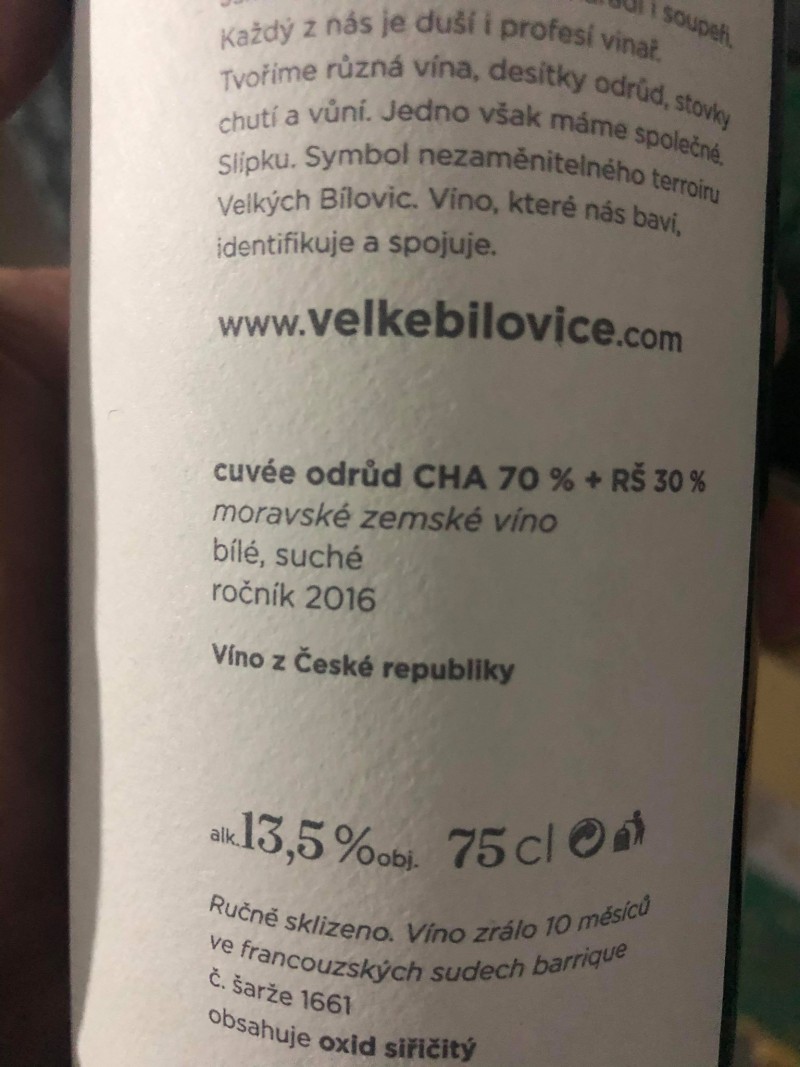 i soupeři.
Každý z nás je duší i profesí vinař.
Tvoříme různá vína, desítky odrůd, stovky
chutí a vůní. Jedno však máme společné.
Slipku. Symbol nezaměnitelného terroiru
Velkých Bílovic. Víno, které nás baví,
identifikuje a spojuje.
www.velkebilovice.com
cuvée odrůd CHA 70 % + RŠ 30 %
moravské zemské víno
bílé, suché
ročník 2016
Víno z České republiky
alk. 13,5 % obj. 75 cl
Ručně sklizeno. Víno zrálo 10 měsíců
ve francouzských sudech barrique
č. šarže 1661
obsahuje oxid siřičitý